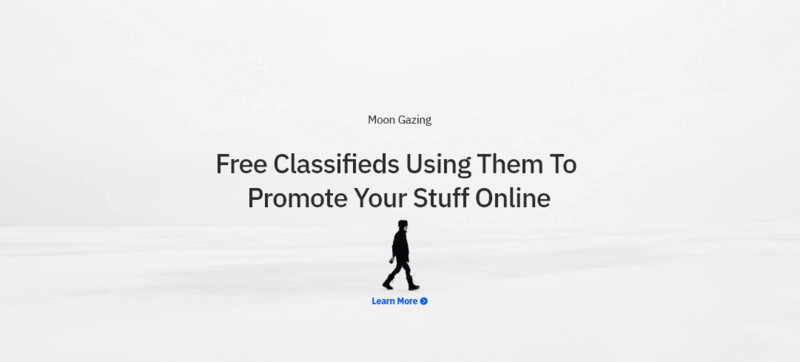 Moon Gazing
Free Classifieds Using Them To
Promote Your Stuff Online
Learn More